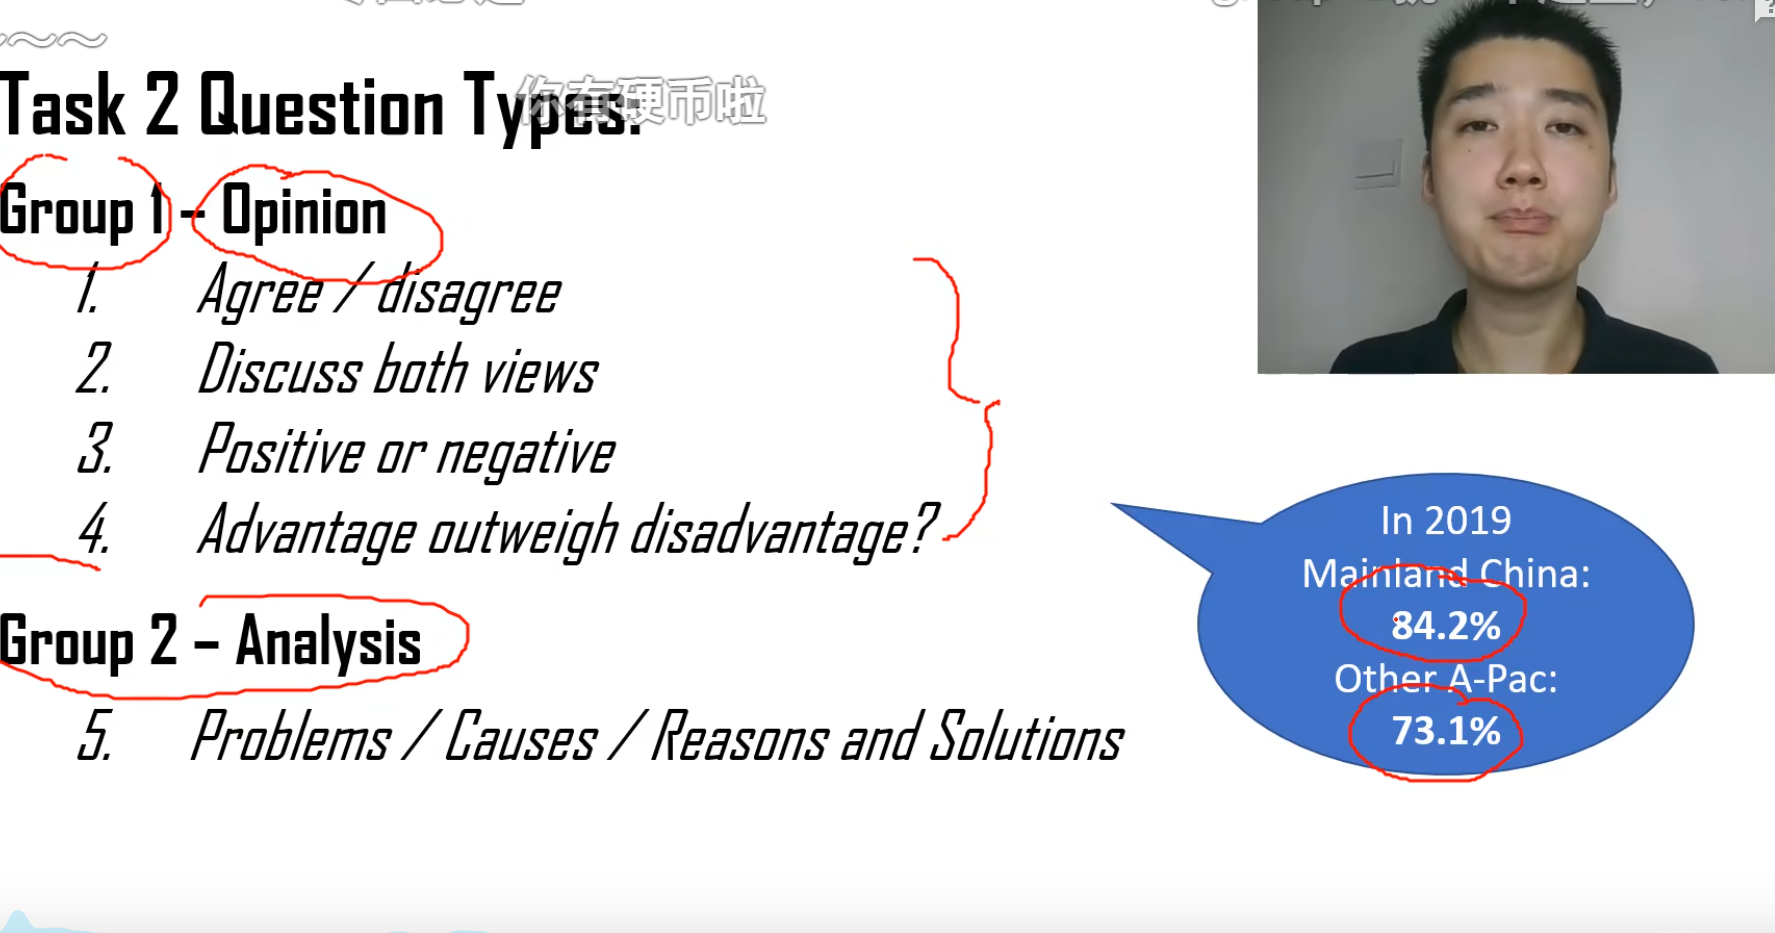 Task 2 Question Types:
你有硬币啦
Group 1 – Opinion
1. Agree / disagree
2. Discuss both views
3. Positive or negative
4. Advantage outweigh disadvantage?
Group 2 – Analysis
5. Problems / Causes / Reasons and Solutions
In 2019
Mainland China:
84.2%
Other A-Pac:
73.1%